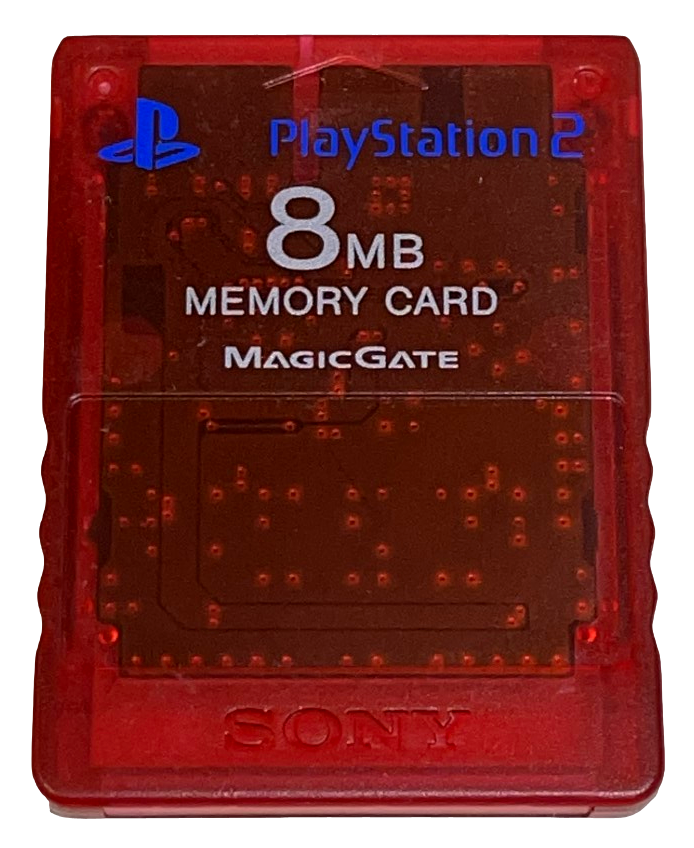 PlayStation 2
8MB
MEMORY CARD
MAGICGATE
SONY